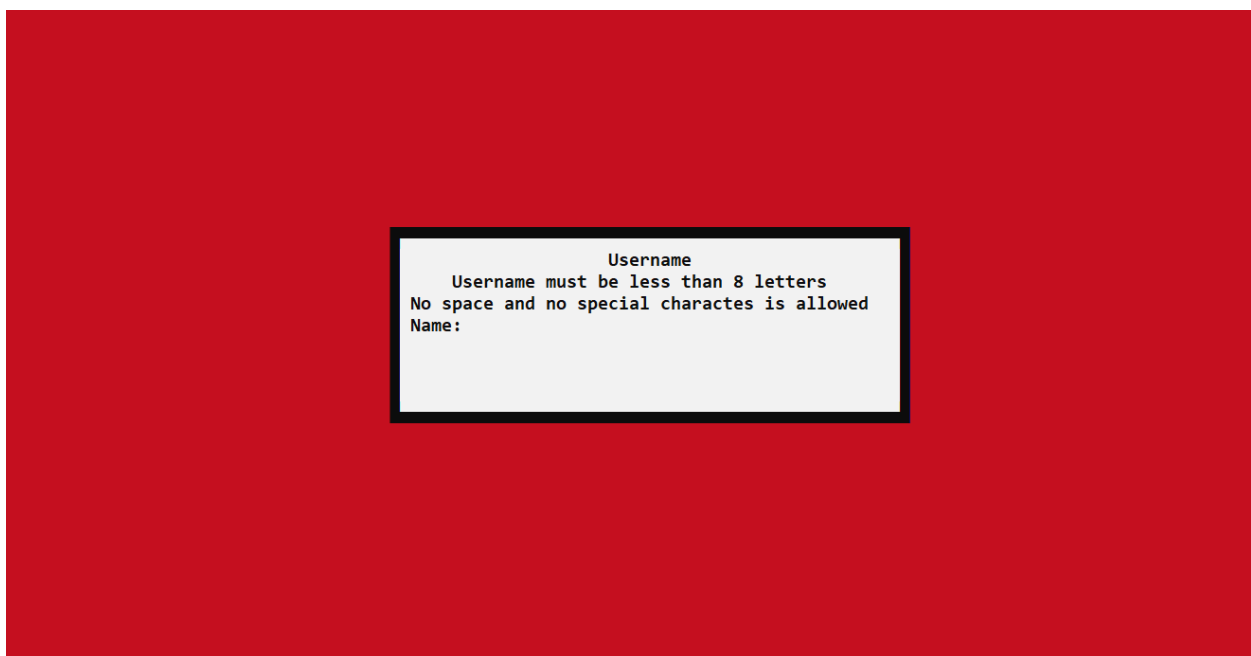 Username
Username must be less than 8 letters
No space and no special charactes is allowed
Name: